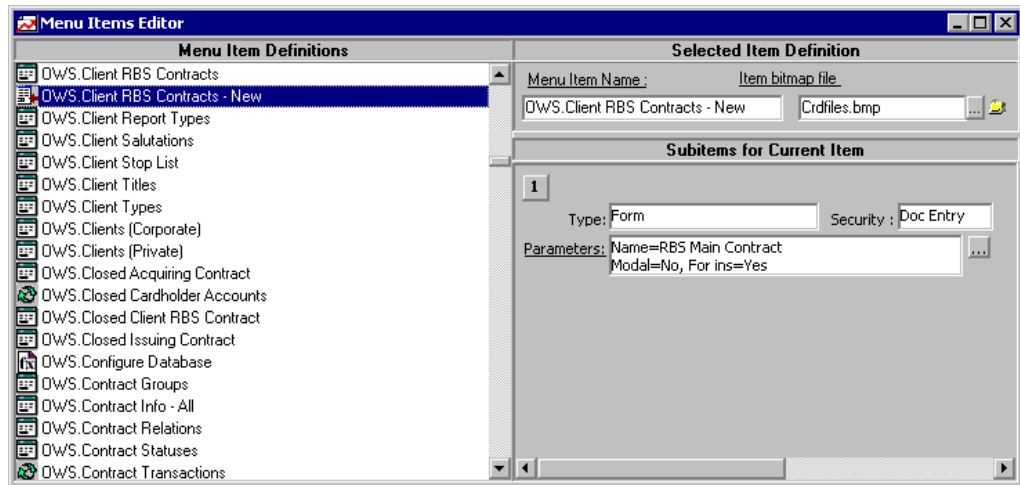 Menu Items Editor
Menu Item Definitions
OWS.Client RBS Contracts
OWS.Client RBS Contracts - New
OWS.Client Report Types
OWS.Client Salutations
OWS.Client Stop List
OWS.Client Titles
OWS.Client Types
OWS.Clients (Corporate)
OWS.Clients (Private)
OWS.Closed Acquiring Contract
OWS.Closed Cardholder Accounts
OWS.Closed Client RBS Contract
OWS.Closed Issuing Contract
OWS.Configure Database
OWS.Contract Groups
OWS.Contract Info - All
OWS.Contract Relations
OWS.Contract Statuses
OWS.Contract Transactions
Selected Item Definition
Menu Item Name : Item bitmap file
OWS.Client RBS Contracts - New Crdfiles.bmp ...
Subitems for Current Item
1
Type: Form Security : Doc Entry
Parameters: Name=RBS Main Contract ...
Modal=No, For ins=Yes